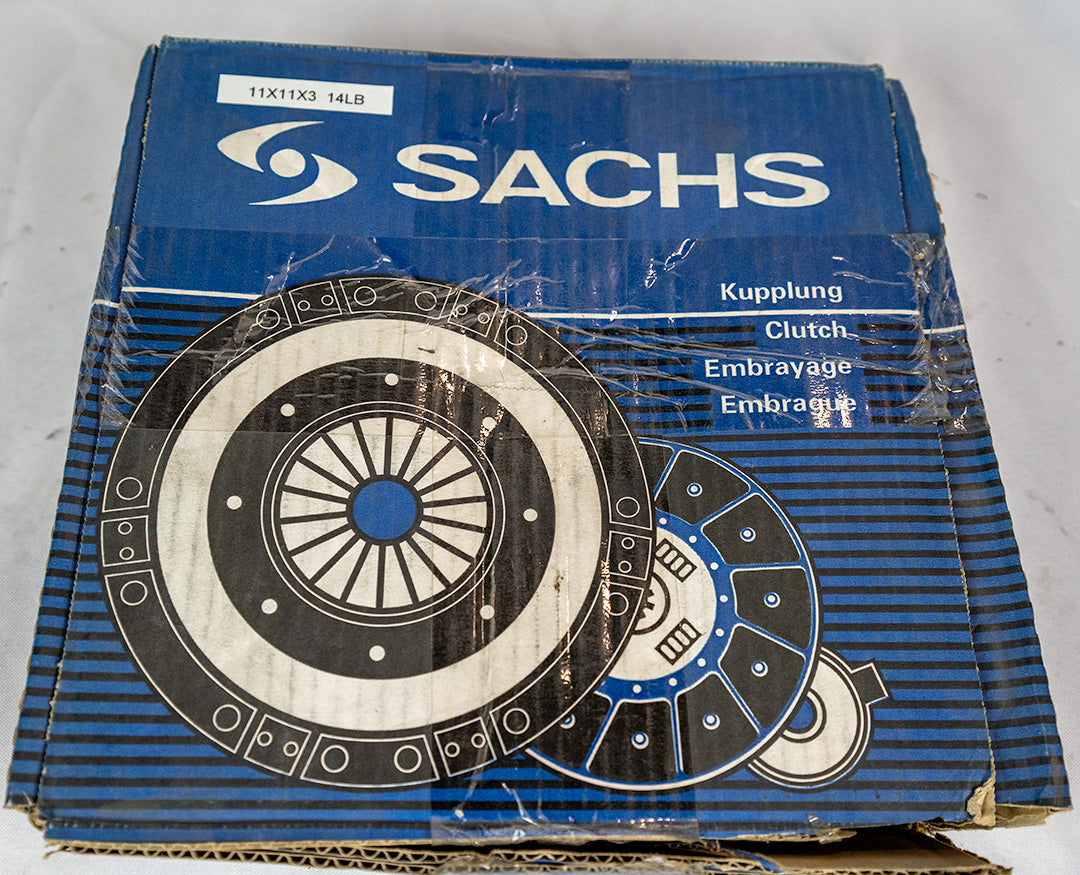 11X11X3 14LB
SACHS
Kupplung
Clutch
Embrayage
Embrague